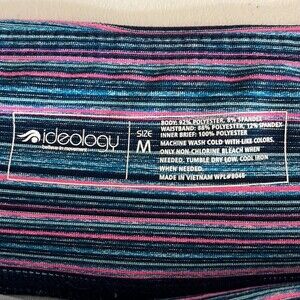 ideology
SIZE
M
BODY: 92% POLYESTER, 8% SPANDEX
WAISTBAND: 88% POLYESTER, 12% SPANDEX
INNER BRIEF: 100% POLYESTER
MACHINE WASH COLD WITH LIKE COLORS.
ONLY NON-CHLORINE BLEACH WHEN
NEEDED. TUMBLE DRY LOW. COOL IRON
WHEN NEEDED.
MADE IN VIETNAM WPL#8046